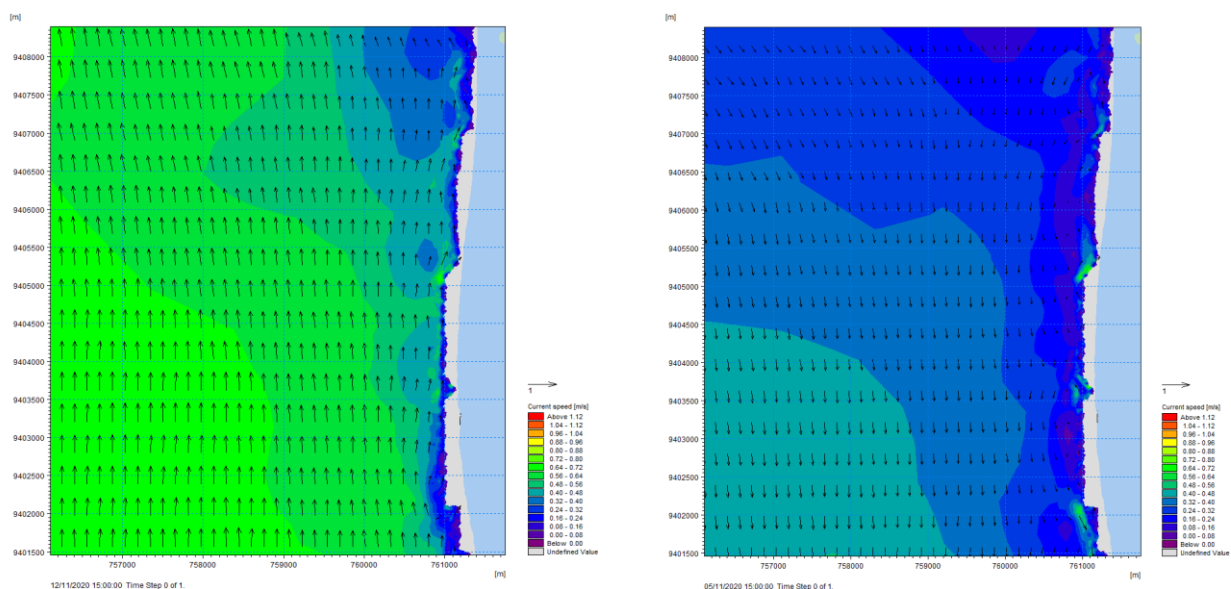 [m]
9408000
9407500
9407000
9406500
9406000
9405500
9405000
9404500
9404000
9403500
9403000
9402500
9402000
9401500
757000 758000 759000 760000 761000
[m]
12/11/2020 15:00:00 Time Step 0 of 1.
1
Current speed [m/s]
Above 1.12
1.04 - 1.12
0.96 - 1.04
0.88 - 0.96
0.80 - 0.88
0.72 - 0.80
0.64 - 0.72
0.56 - 0.64
0.48 - 0.56
0.40 - 0.48
0.32 - 0.40
0.24 - 0.32
0.16 - 0.24
0.08 - 0.16
0.00 - 0.08
Below 0.00
Undefined Value
[m]
9408000
9407500
9407000
9406500
9406000
9405500
9405000
9404500
9404000
9403500
9403000
9402500
9402000
9401500
757000 758000 759000 760000 761000
[m]
05/11/2020 15:00:00 Time Step 0 of 1.
1
Current speed [m/s]
Above 1.12
1.04 - 1.12
0.96 - 1.04
0.88 - 0.96
0.80 - 0.88
0.72 - 0.80
0.64 - 0.72
0.56 - 0.64
0.48 - 0.56
0.40 - 0.48
0.32 - 0.40
0.24 - 0.32
0.16 - 0.24
0.08 - 0.16
0.00 - 0.08
Below 0.00
Undefined Value